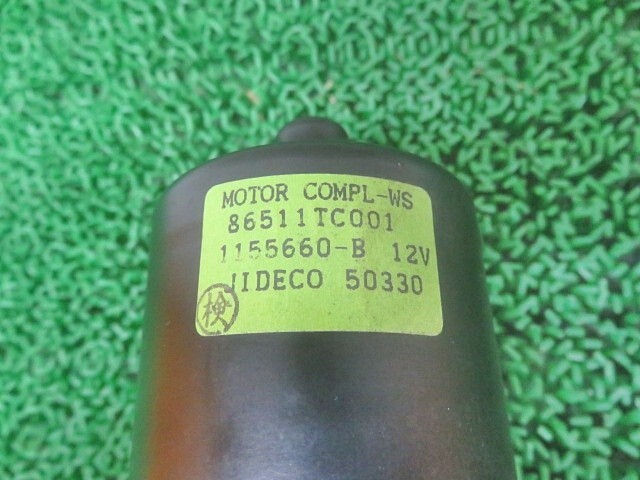 MOTOR COMPL-WS
86511TC001
1155660-B 12V
JIDECO 50330
検